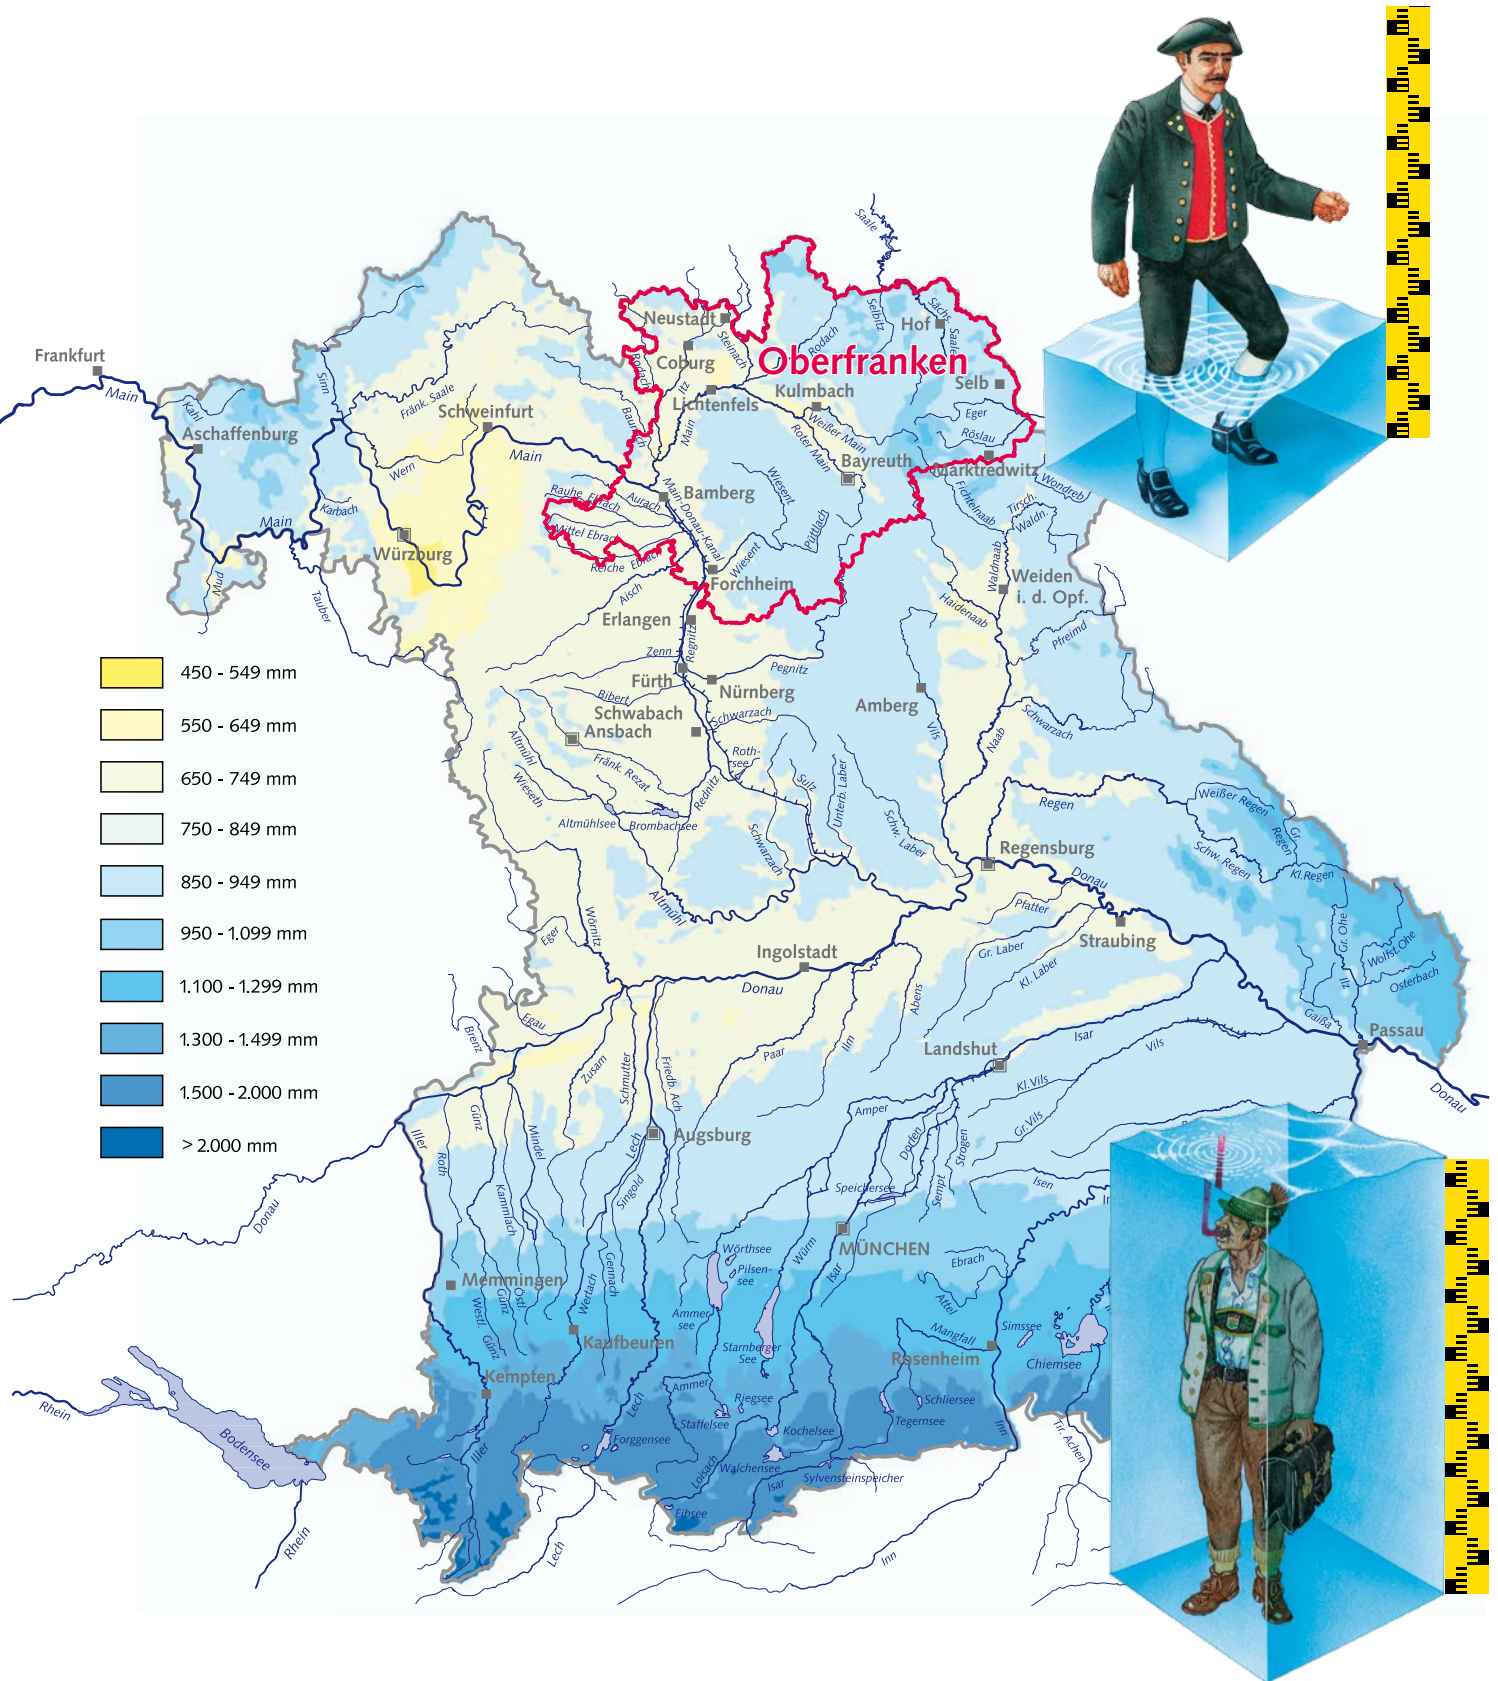 Saale
Neustadt
Hof
Selbitz
Sächs. Saale
Rodach
Steinach
Oberfranken
Coburg
Rodach
Itz
Selb
Kulmbach
Lichtenfels
Frankfurt
Main
Sinn
Fränk. Saale
Schweinfurt
Kahl
Aschaffenburg
Baunach
Main
Weißer Main
Roter Main
Eger
Röslau
Bayreuth
Marktredwitz
Wern
Main
Wiesent
Wondreb
Fichtelnaab
Tirsch.
Waldn.
Rauhe Ebrach
Aurach
Bamberg
Main-Donau-Kanal
Karbach
Main
Würzburg
Mittel Ebrach
Reiche Ebrach
Püttlach
Wiesent
Forchheim
Waldnaab
Weiden
i. d. Opf.
Mud
Tauber
Aisch
Erlangen
Regnitz
Haidenaab
Pfreimd
Zenn
Fürth
Pegnitz
Nürnberg
450 - 549 mm
Bibert
Schwabach
Ansbach
Schwarzach
Amberg
Vils
Naab
Schwarzach
550 - 649 mm
Altmühl
Fränk. Rezat
Roth-
see
Rednitz
Sulz
Unterb. Laber
650 - 749 mm
Wieseth
Altmühlsee
Brombachsee
Schwarzach
Schw. Laber
Regen
Weißer Regen
Gr.
Regen
Schw. Regen
Kl.Regen
750 - 849 mm
Regensburg
Donau
850 - 949 mm
Altmühl
Wörnitz
Eger
Pfatter
Straubing
Gr. Laber
Kl. Laber
Gr. Ohe
Wolfst. Ohe
Osterbach
Ilz
950 - 1.099 mm
Ingolstadt
Donau
Abens
1.100 - 1.299 mm
Egau
Brenz
Gaißa
Passau
1.300 - 1.499 mm
Zusam
Schmutter
Friedb. Ach
Paar
Ilm
Landshut
Isar
Vils
Kl. Vils
Donau
1.500 - 2.000 mm
Günz
Mindel
Amper
Gr. Vils
> 2.000 mm
Iller
Roth
Lech
Augsburg
Dorfen
Strogen
Sempt
Donau
Kammlach
Singold
Speichersee
Isen
MÜNCHEN
Wörthsee
Pilsen-
see
Würm
Isar
Ebrach
Attel
Memmingen
Östl.
Günz
Westl. Günz
Wertach
Gennach
Ammer
see
Starnberger
See
Mangfall
Simssee
Chiemsee
Kaufbeuren
Rosenheim
Kempten
Rhein
Bodensee
Lech
Ammer
Riegsee
Staffelsee
Schliersee
Tegernsee
Inn
Tir. Achen
Forggensee
Kochelsee
Iller
Loisach
Walchensee
Sylvensteinspeicher
Isar
Eibsee
Rhein
Lech
Inn